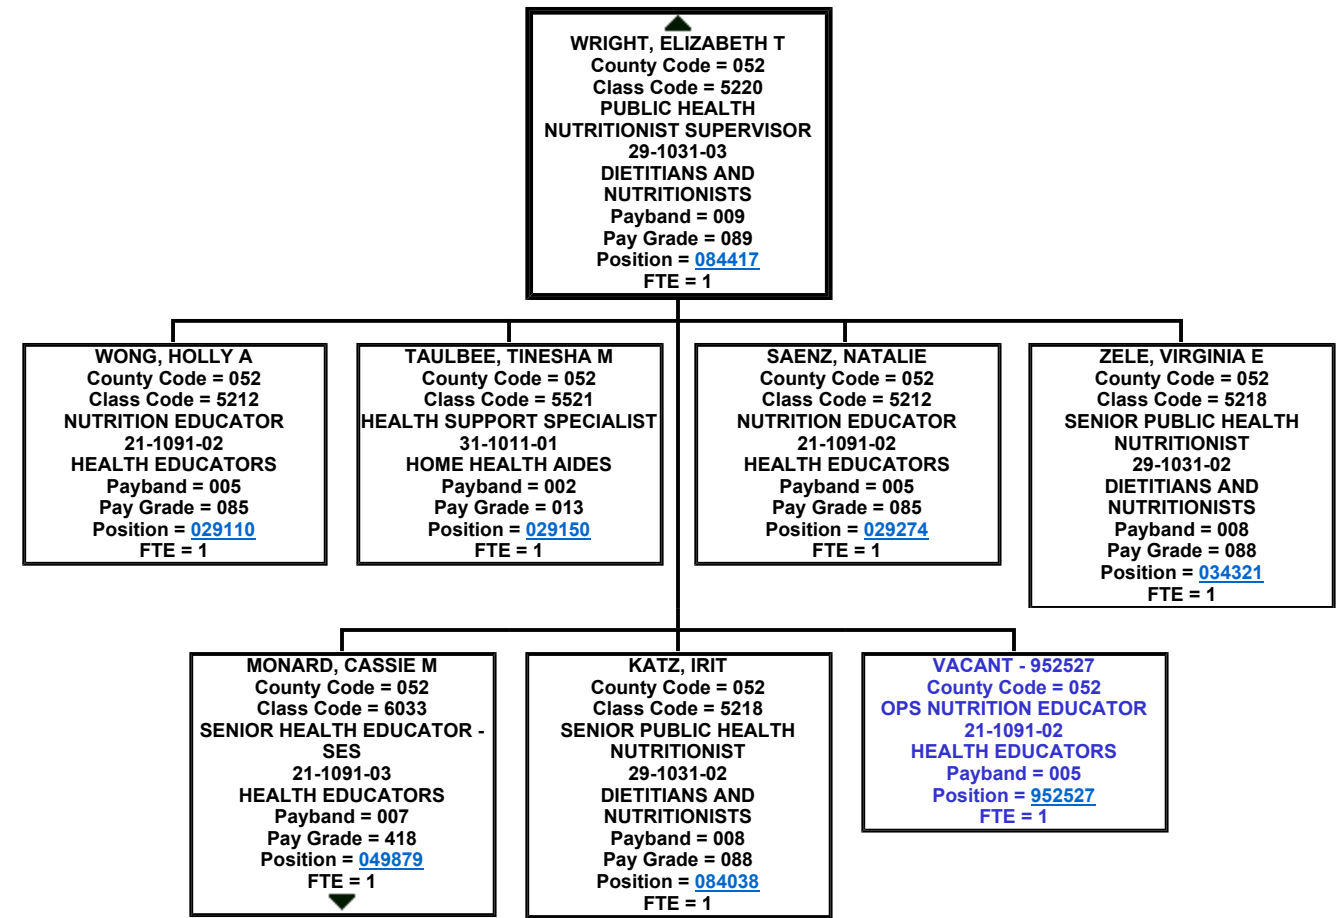 WRIGHT, ELIZABETH T
County Code = 052
Class Code = 5220
PUBLIC HEALTH
NUTRITIONIST SUPERVISOR
29-1031-03
DIETITIANS AND
NUTRITIONISTS
Payband = 009
Pay Grade = 089
Position = 084417
FTE = 1
WONG, HOLLY A
County Code = 052
Class Code = 5212
NUTRITION EDUCATOR
21-1091-02
HEALTH EDUCATORS
Payband = 005
Pay Grade = 085
Position = 029110
FTE = 1
TAULBEE, TINESHA M
County Code = 052
Class Code = 5521
HEALTH SUPPORT SPECIALIST
31-1011-01
HOME HEALTH AIDES
Payband = 002
Pay Grade = 013
Position = 029150
FTE = 1
SAENZ, NATALIE
County Code = 052
Class Code = 5212
NUTRITION EDUCATOR
21-1091-02
HEALTH EDUCATORS
Payband = 005
Pay Grade = 085
Position = 029274
FTE = 1
ZELE, VIRGINIA E
County Code = 052
Class Code = 5218
SENIOR PUBLIC HEALTH
NUTRITIONIST
29-1031-02
DIETITIANS AND
NUTRITIONISTS
Payband = 008
Pay Grade = 088
Position = 034321
FTE = 1
MONARD, CASSIE M
County Code = 052
Class Code = 6033
SENIOR HEALTH EDUCATOR -
SES
21-1091-03
HEALTH EDUCATORS
Payband = 007
Pay Grade = 418
Position = 049879
FTE = 1
KATZ, IRIT
County Code = 052
Class Code = 5218
SENIOR PUBLIC HEALTH
NUTRITIONIST
29-1031-02
DIETITIANS AND
NUTRITIONISTS
Payband = 008
Pay Grade = 088
Position = 084038
FTE = 1
VACANT - 952527
County Code = 052
OPS NUTRITION EDUCATOR
21-1091-02
HEALTH EDUCATORS
Payband = 005
Position = 952527
FTE = 1